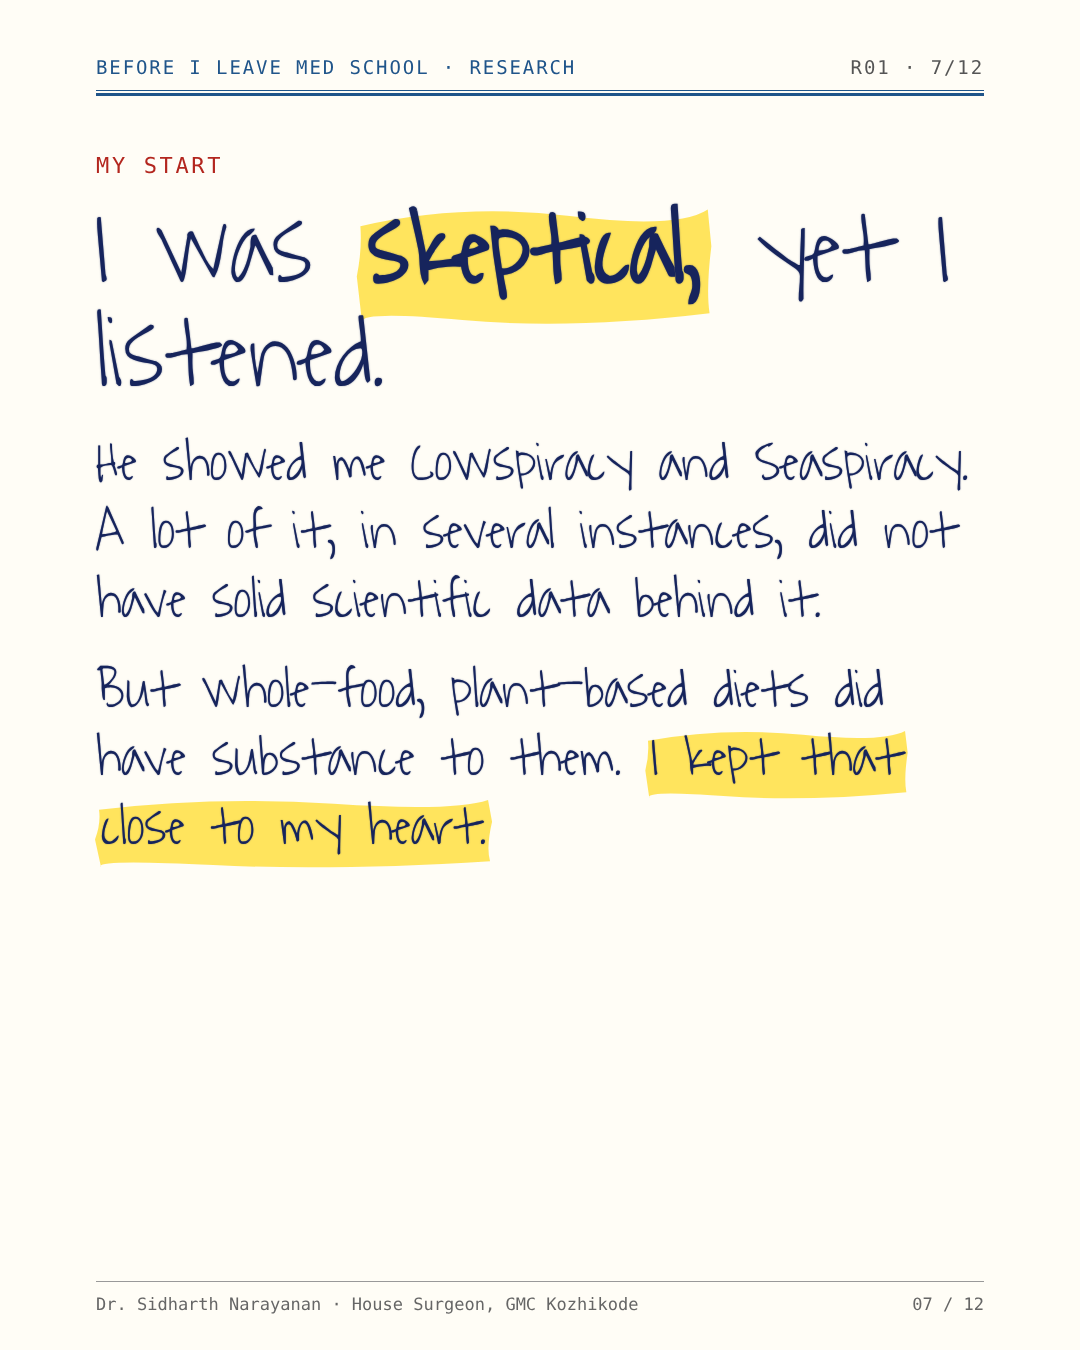 BEFORE I LEAVE MED SCHOOL · RESEARCH
R01 · 7/12
MY START
I was skeptical, yet I
listened.
He showed me Cowspiracy and Seaspiracy.
A lot of it, in several instances, did not
have solid scientific data behind it.
But whole-food, plant-based diets did
have substance to them. I kept that
close to my heart.
Dr. Sidharth Narayanan · House Surgeon, GMC Kozhikode
07 / 12